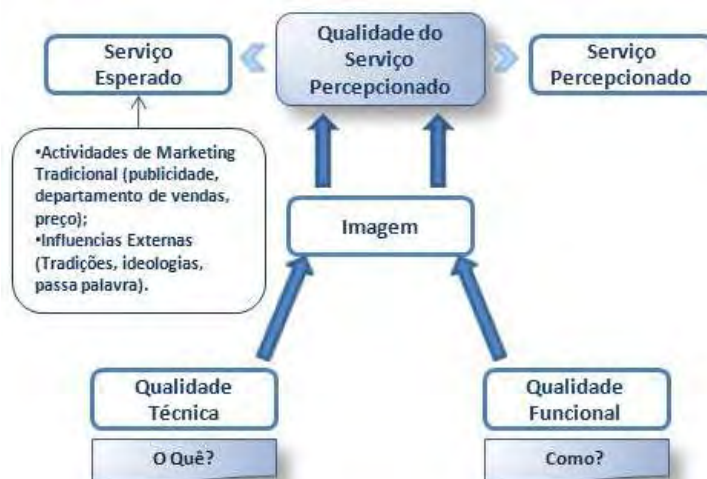 Serviço
Esperado
Qualidade do
Serviço
Percepcionado
Serviço
Percepcionado
•Actividades de Marketing
Tradicional (publicidade,
departamento de vendas,
preço);
•Influencias Externas
(Tradições, ideologias,
passa palavra).
Imagem
Qualidade
Técnica
Qualidade
Funcional
O Quê?
Como?